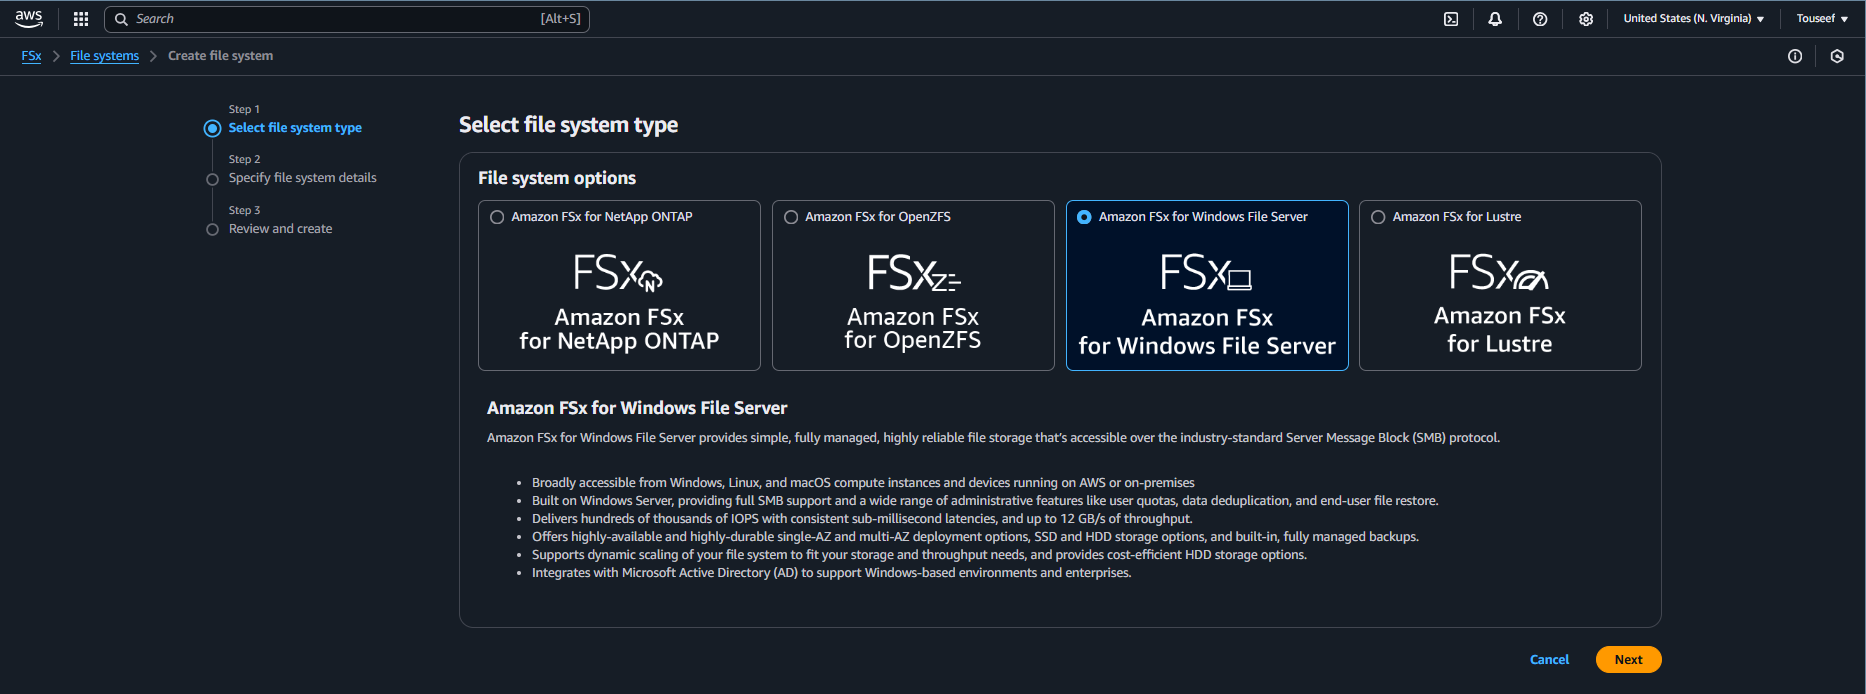 aws
Search [Alt+S]
United States (N. Virginia)
Touseef
FSx
File systems
Create file system
Step 1
Select file system type
Step 2
Specify file system details
Step 3
Review and create
Select file system type
File system options
Amazon FSx for NetApp ONTAP
FSx N
Amazon FSx
for NetApp ONTAP
Amazon FSx for OpenZFS
FSx Z
Amazon FSx
for OpenZFS
Amazon FSx for Windows File Server
FSx
Amazon FSx
for Windows File Server
Amazon FSx for Lustre
FSx
Amazon FSx
for Lustre
Amazon FSx for Windows File Server
Amazon FSx for Windows File Server provides simple, fully managed, highly reliable file storage that's accessible over the industry-standard Server Message Block (SMB) protocol.
• Broadly accessible from Windows, Linux, and macOS compute instances and devices running on AWS or on-premises
• Built on Windows Server, providing full SMB support and a wide range of administrative features like user quotas, data deduplication, and end-user file restore.
• Delivers hundreds of thousands of IOPS with consistent sub-millisecond latencies, and up to 12 GB/s of throughput.
• Offers highly-available and highly-durable single-AZ and multi-AZ deployment options, SSD and HDD storage options, and built-in, fully managed backups.
• Supports dynamic scaling of your file system to fit your storage and throughput needs, and provides cost-efficient HDD storage options.
• Integrates with Microsoft Active Directory (AD) to support Windows-based environments and enterprises.
Cancel
Next